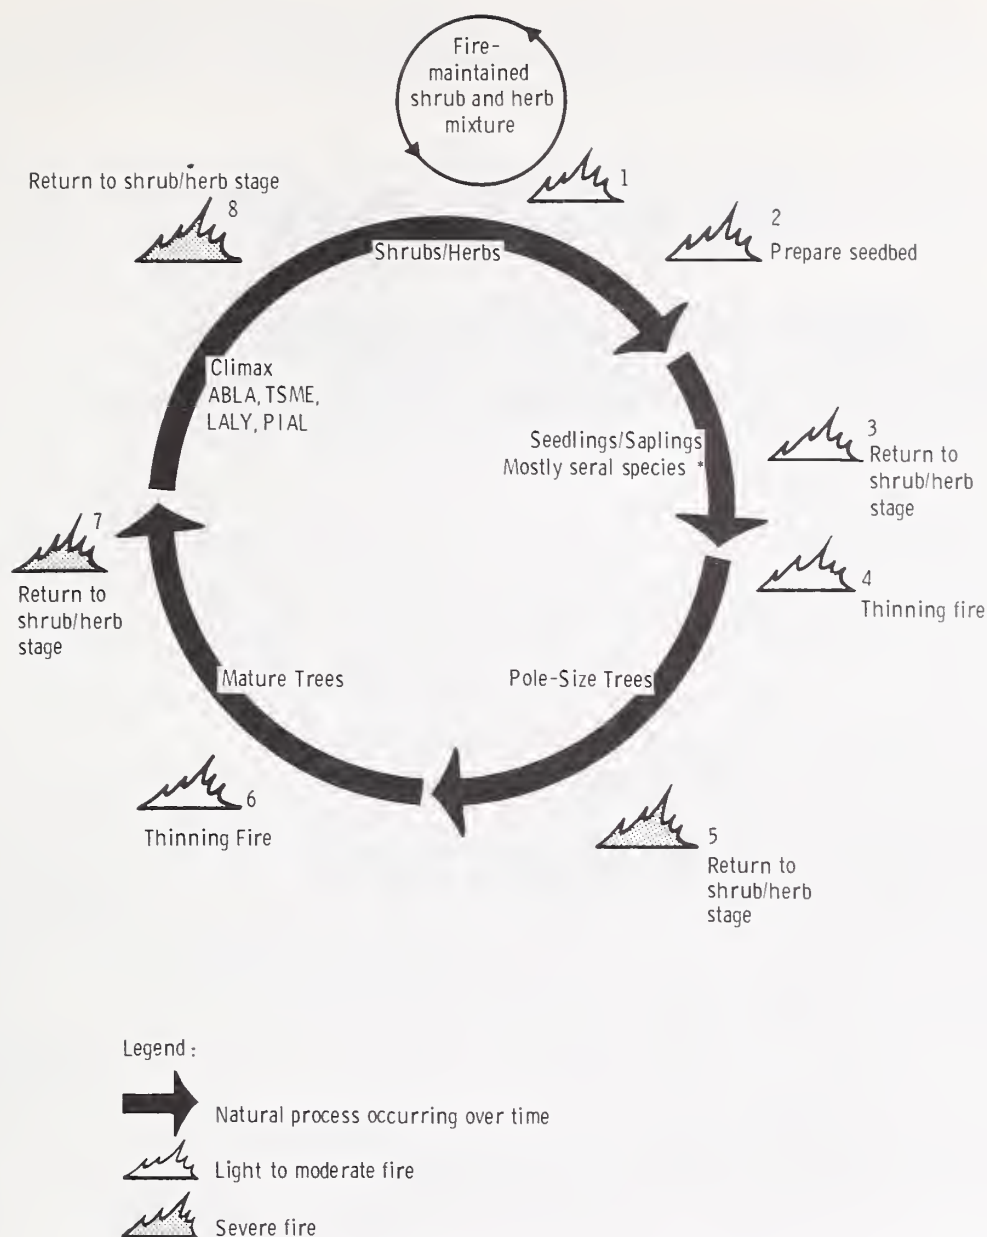 Fire-
maintained
shrub and herb
mixture
1
Return to shrub/herb stage
8
2
Prepare seedbed
Shrubs/Herbs
Climax
ABLA, TSME,
LALY, PIAL
Seedlings/Saplings
Mostly seral species *
3
Return to
shrub/herb
stage
7
Return to
shrub/herb
stage
4
Thinning fire
Mature Trees
Pole-Size Trees
6
Thinning Fire
5
Return to
shrub/herb
stage
Legend :
Natural process occurring over time
Light to moderate fire
Severe fire